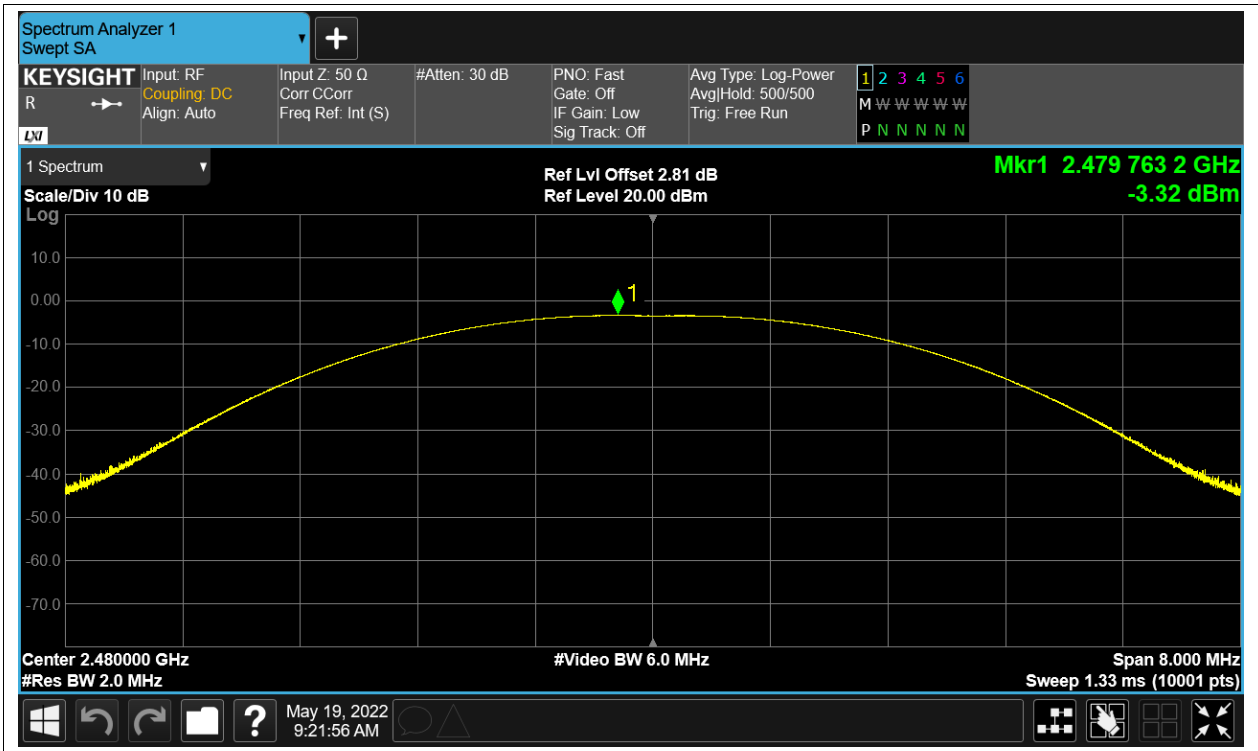 Spectrum Analyzer 1
Swept SA
KEYSIGHT
R
LXI
Input: RF
Coupling: DC
Align: Auto
Input Z: 50 Ω
Corr CCorr
Freq Ref: Int (S)
#Atten: 30 dB
PNO: Fast
Gate: Off
IF Gain: Low
Sig Track: Off
Avg Type: Log-Power
Avg|Hold: 500/500
Trig: Free Run
1 2 3 4 5 6
M W W W W W
P N N N N N
1 Spectrum
Scale/Div 10 dB
Log
Ref Lvl Offset 2.81 dB
Ref Level 20.00 dBm
Mkr1 2.479 763 2 GHz
-3.32 dBm
10.0
0.00
1
-10.0
-20.0
-30.0
-40.0
-50.0
-60.0
-70.0
Center 2.480000 GHz
#Res BW 2.0 MHz
#Video BW 6.0 MHz
Span 8.000 MHz
Sweep 1.33 ms (10001 pts)
?
May 19, 2022
9:21:56 AM